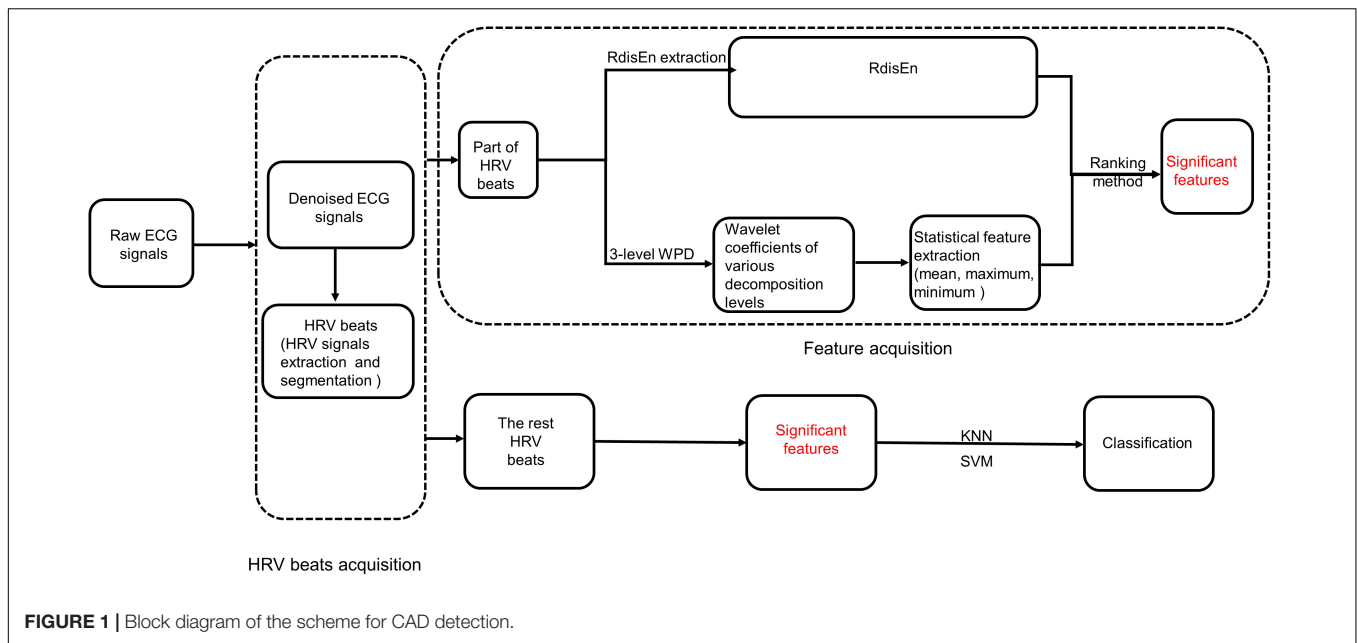 Raw ECG
signals
Denoised ECG
signals
HRV beats
(HRV signals
extraction and
segmentation )
HRV beats acquisition
Part of
HRV
beats
RdisEn extraction
RdisEn
3-level WPD
Wavelet
coefficients of
various
decomposition
levels
Statistical feature
extraction
(mean, maximum,
minimum )
Ranking
method
Significant
features
Feature acquisition
The rest
HRV
beats
Significant
features
KNN
SVM
Classification
FIGURE 1 | Block diagram of the scheme for CAD detection.